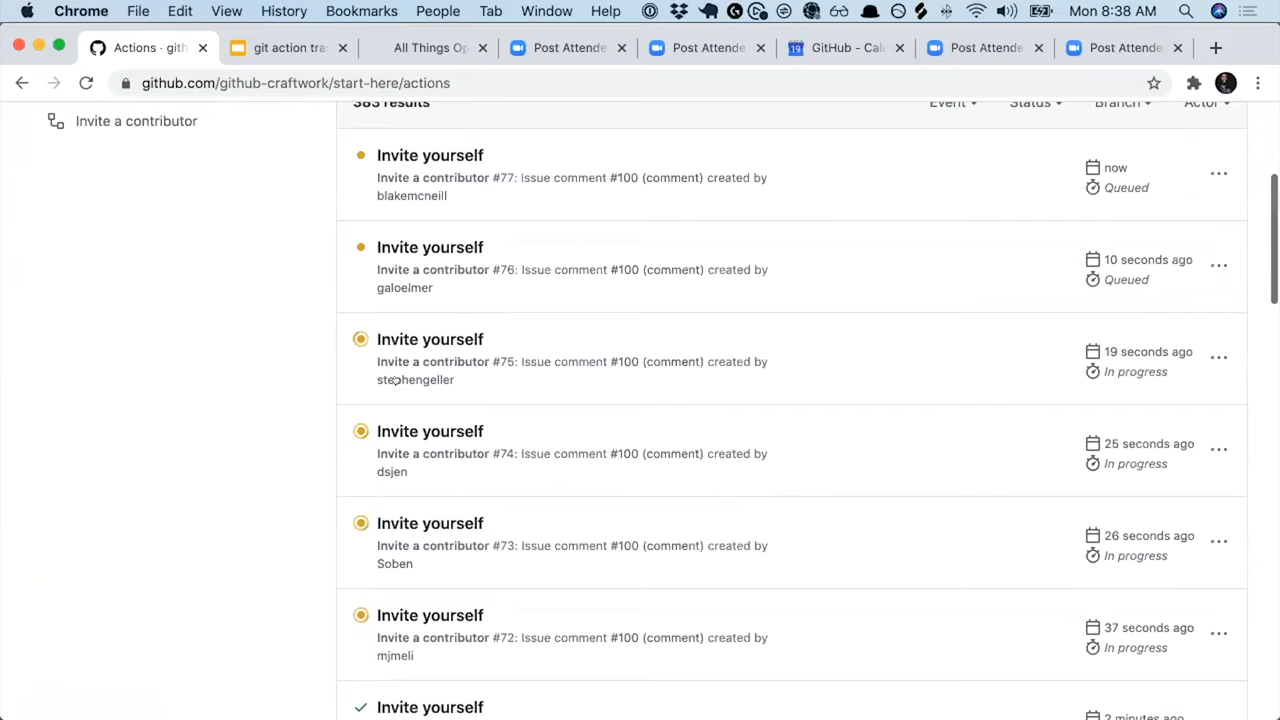 Chrome File Edit View History Bookmarks People Tab Window Help Mon 8:38 AM
Actions · gith git action tra All Things Op Post Attende Post Attende 19 GitHub - Cal Post Attende Post Attende
github.com/github-craftwork/start-here/actions
383 results Event Status Branch Actor
Invite a contributor
Invite yourself
Invite a contributor #77: Issue comment #100 (comment) created by
blakemcneill
now
Queued
Invite yourself
Invite a contributor #76: Issue comment #100 (comment) created by
galoelmer
10 seconds ago
Queued
Invite yourself
Invite a contributor #75: Issue comment #100 (comment) created by
stephengeller
19 seconds ago
In progress
Invite yourself
Invite a contributor #74: Issue comment #100 (comment) created by
dsjen
25 seconds ago
In progress
Invite yourself
Invite a contributor #73: Issue comment #100 (comment) created by
Soben
26 seconds ago
In progress
Invite yourself
Invite a contributor #72: Issue comment #100 (comment) created by
mjmeli
37 seconds ago
In progress
Invite yourself
2 minutes ago